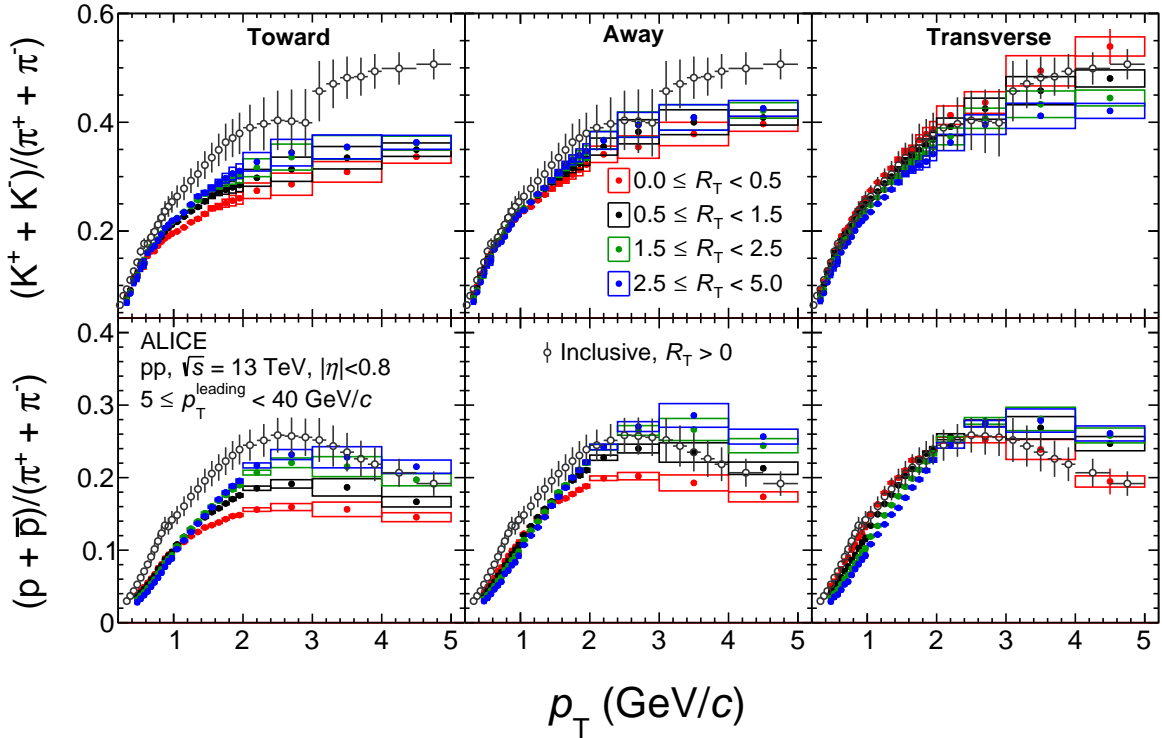 Toward
Away
Transverse
(K⁺ + K⁻)/(π⁺ + π⁻)
0.6
0.4
0.2
0.0 ≤ R_T < 0.5
0.5 ≤ R_T < 1.5
1.5 ≤ R_T < 2.5
2.5 ≤ R_T < 5.0
(p + p̅)/(π⁺ + π⁻)
0.4
0.3
0.2
0.1
0
ALICE
pp, √s = 13 TeV, |η|<0.8
5 ≤ p_T^leading < 40 GeV/c
Inclusive, R_T > 0
1 2 3 4 5
1 2 3 4 5
1 2 3 4 5
p_T (GeV/c)